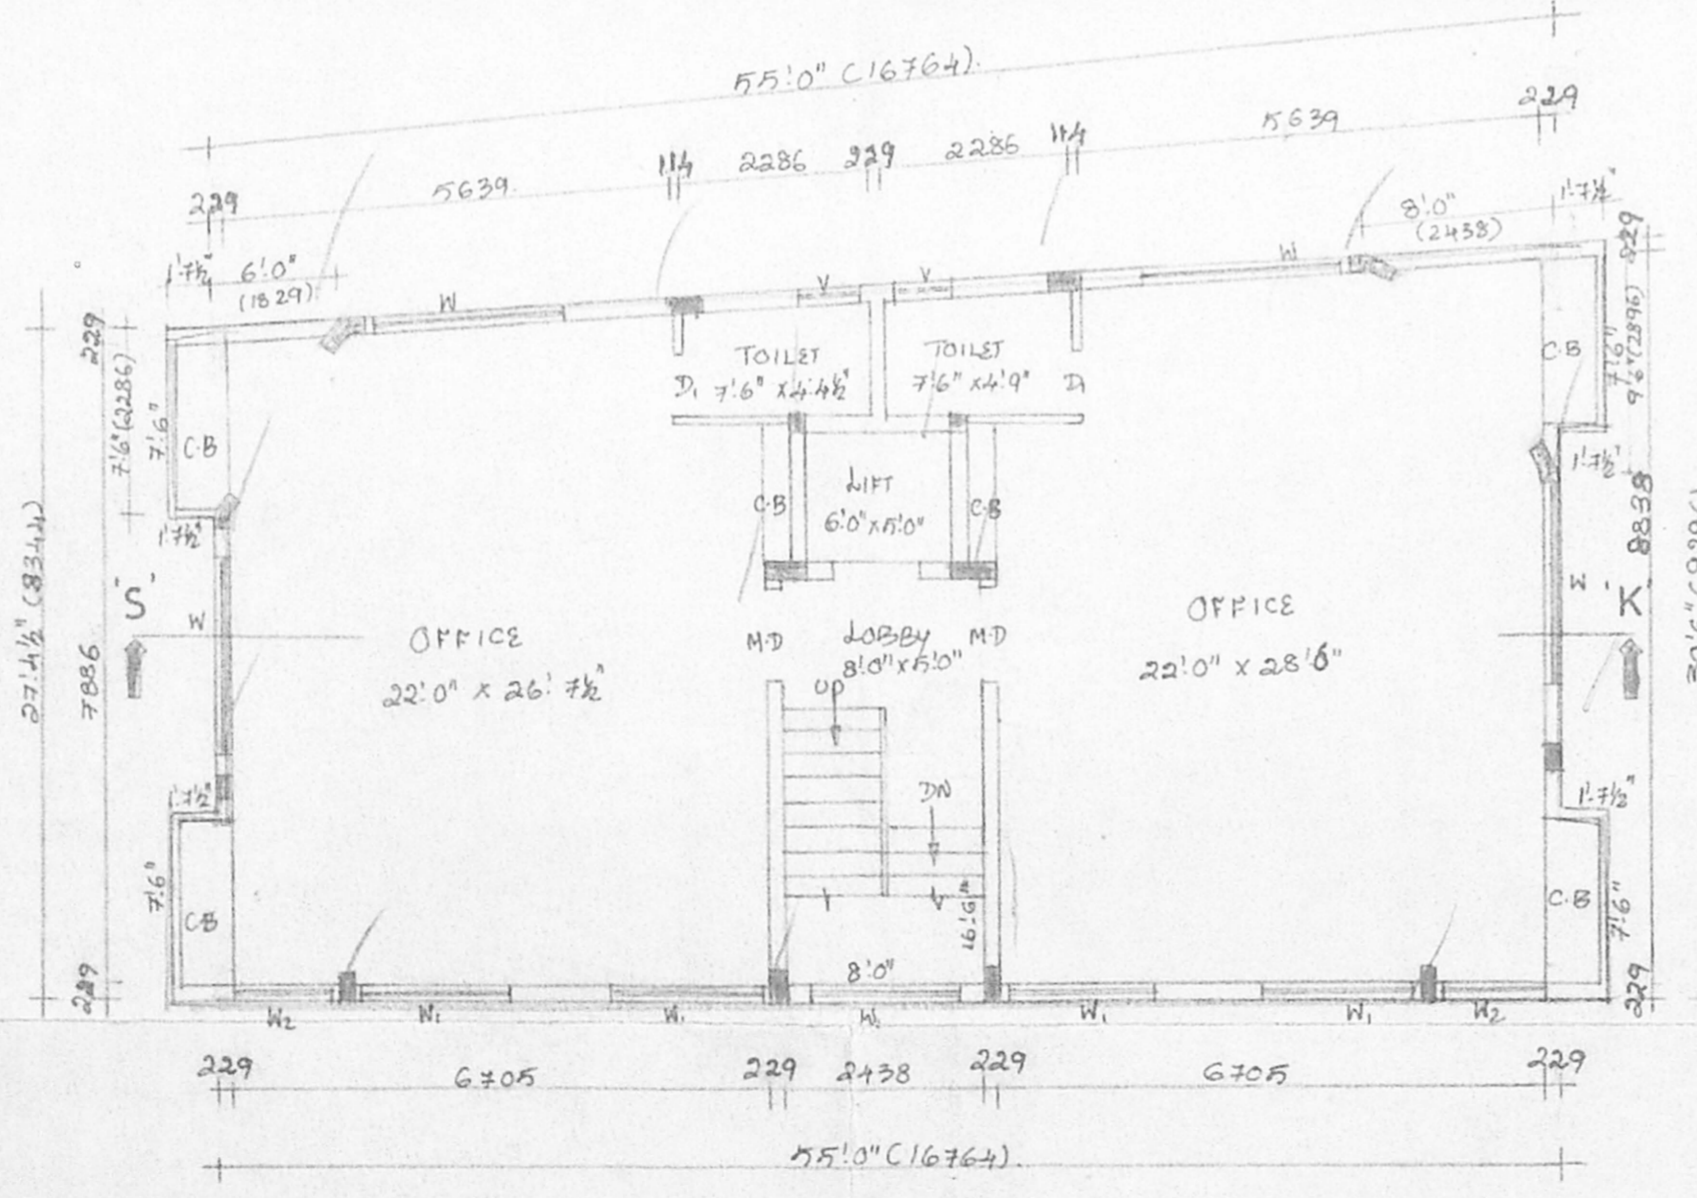 55'.0" (16764).
229 5639. 114 2286 229 2286 114 5639 229
1'.7½" 6'.0" (1829) 8'.0" (2438) 1'.7½"
229
W V V W
229 7'.6" (2286) 7'.6" C.B
TOILET
7'.6" x 4'.4½"
D1
TOILET
7'.6" x 4'.9"
D1
C.B 7'.6" 9'.6" (2896)
C.B
LIFT
6'.0" x 5'.0"
C.B
1'.7½" 1'.7½"
27'.4½" (8344)
7886
8838
'S'
W
'K'
W
OFFICE
22'.0" x 26'.7½"
M.D
LOBBY
8'.0" x 5'.0"
M.D
OFFICE
22'.0" x 28'.6"
UP
DN
1'.7½" 1'.7½"
7'.6" C.B
16'.6"
8'.0"
C.B 7'.6"
229 229
W2 W1 W1 W1 W1 W1 W2
229 6705 229 2438 229 6705 229
55'.0" (16764).